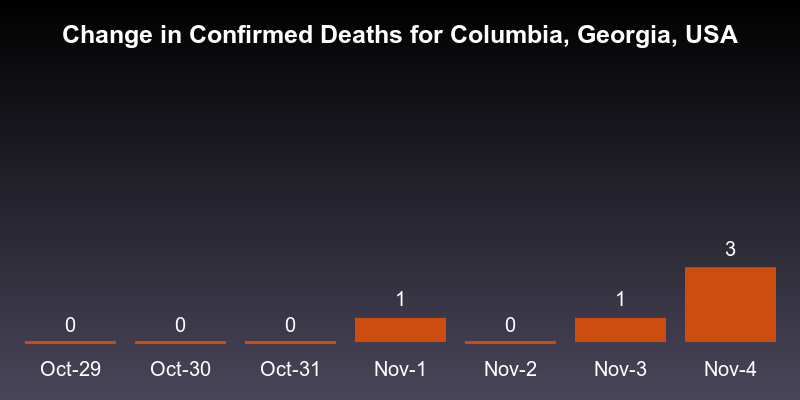 Change in Confirmed Deaths for Columbia, Georgia, USA
3
1
1
0
0
0
0
Oct-29
Oct-30
Oct-31
Nov-1
Nov-2
Nov-3
Nov-4